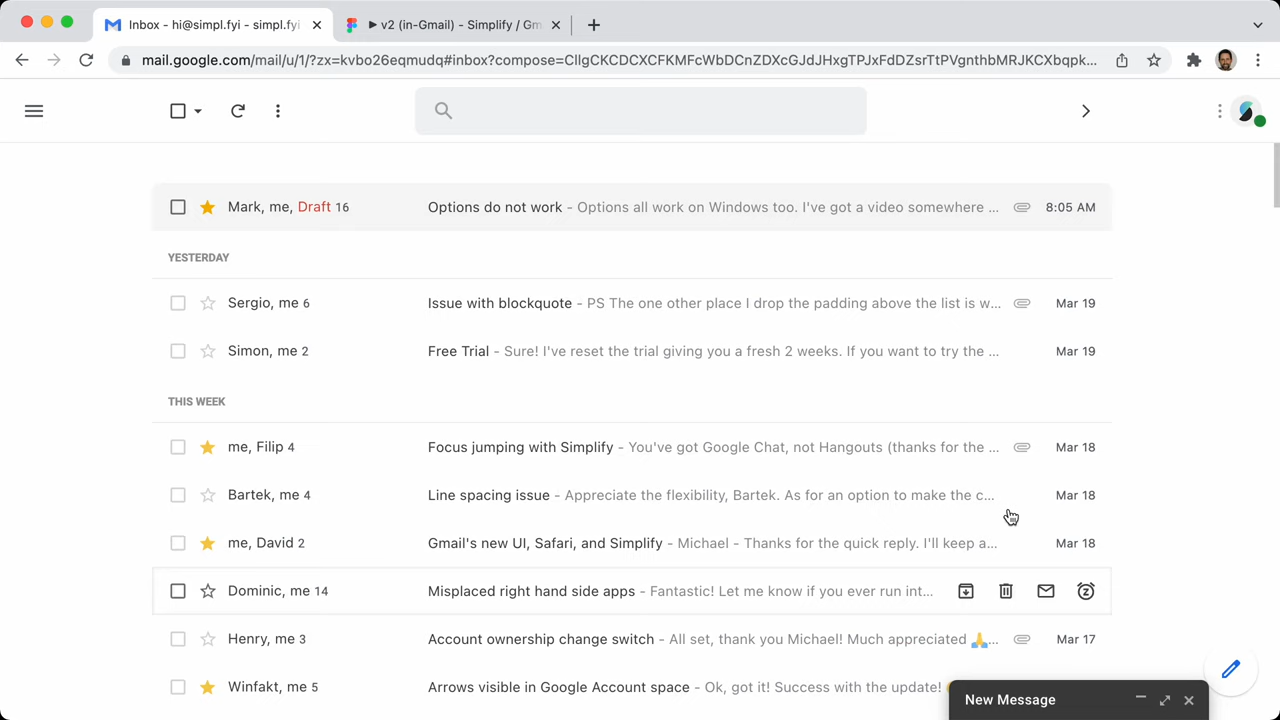 Inbox - hi@simpl.fyi - simpl.fyi
v2 (in-Gmail) - Simplify / Gm
mail.google.com/mail/u/1/?zx=kvbo26eqmudq#inbox?compose=
Mark, me, Draft 16 Options do not work - Options all work on Windows too. I've got a video somewhere ... 8:05 AM
YESTERDAY
Sergio, me 6 Issue with blockquote - PS The one other place I drop the padding above the list is w... Mar 19
Simon, me 2 Free Trial - Sure! I've reset the trial giving you a fresh 2 weeks. If you want to try the ... Mar 19
THIS WEEK
me, Filip 4 Focus jumping with Simplify - You've got Google Chat, not Hangouts (thanks for the ... Mar 18
Bartek, me 4 Line spacing issue - Appreciate the flexibility, Bartek. As for an option to make the c... Mar 18
me, David 2 Gmail's new UI, Safari, and Simplify - Michael - Thanks for the quick reply. I'll keep a... Mar 18
Dominic, me 14 Misplaced right hand side apps - Fantastic! Let me know if you ever run int...
Henry, me 3 Account ownership change switch - All set, thank you Michael! Much appreciated 🙏... Mar 17
Winfakt, me 5 Arrows visible in Google Account space - Ok, got it! Success with the update!
New Message